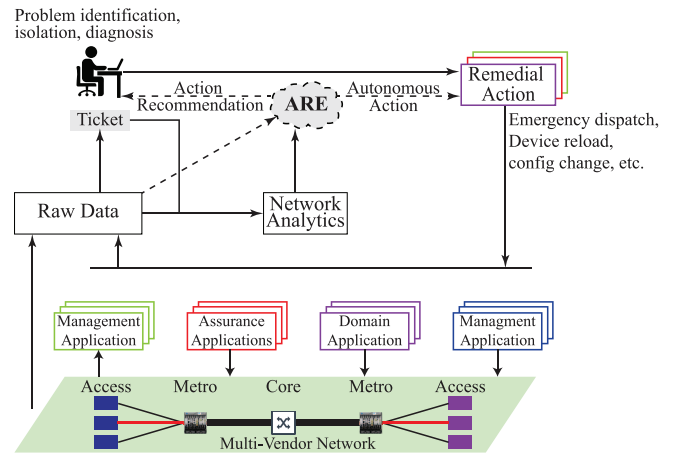 Problem identification,
isolation, diagnosis
Action
Recommendation
ARE
Autonomous
Action
Remedial
Action
Ticket
Emergency dispatch,
Device reload,
config change, etc.
Raw Data
Network
Analytics
Management
Application
Assurance
Applications
Domain
Application
Managment
Application
Access
Metro
Core
Metro
Access
Multi-Vendor Network